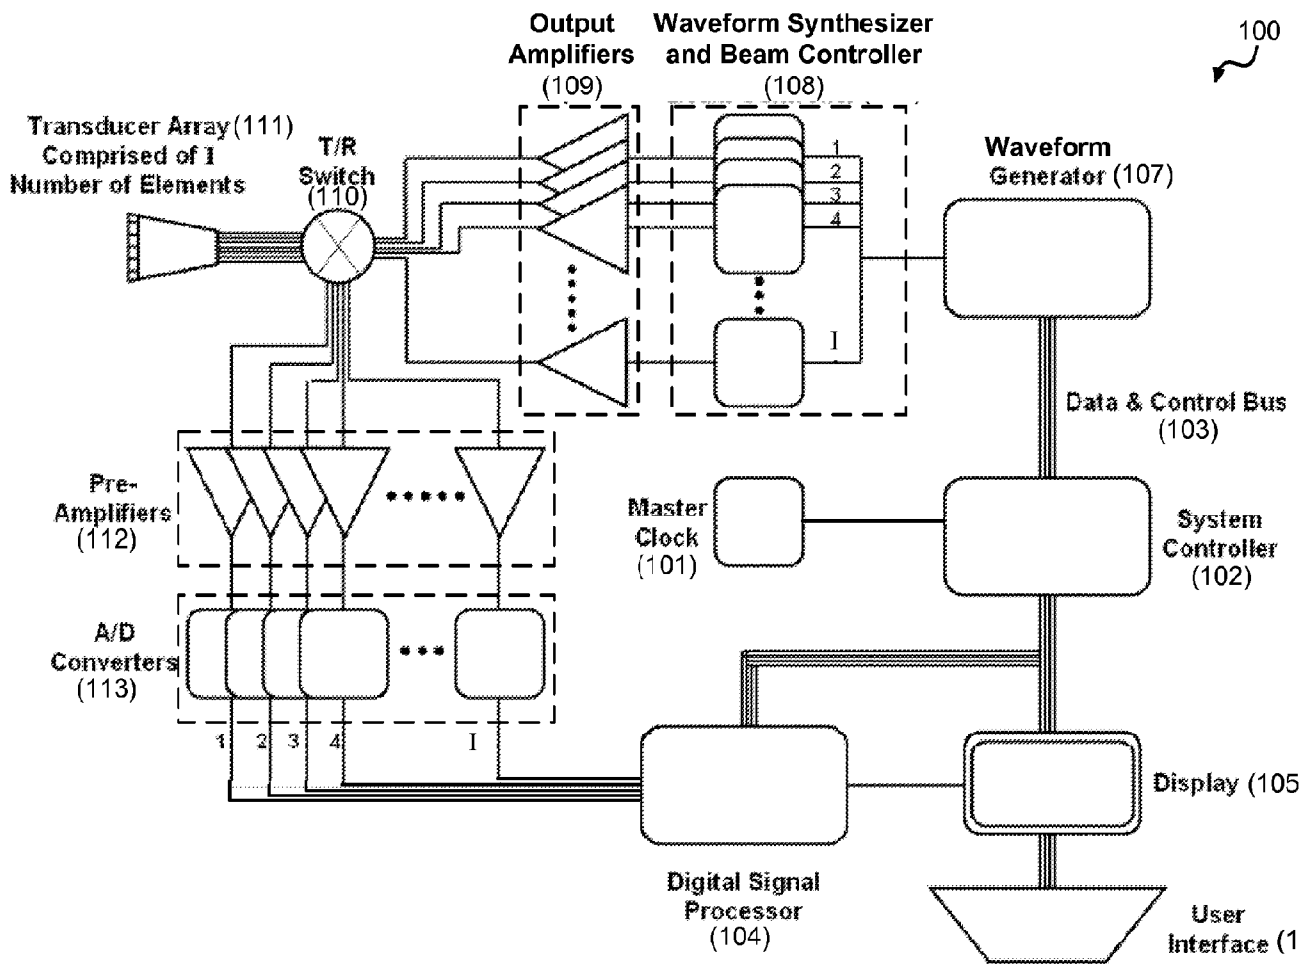 Output
Amplifiers
(109)
Waveform Synthesizer
and Beam Controller
(108)
100
Transducer Array (111)
Comprised of I
Number of Elements
T/R
Switch
(110)
1
2
3
4
I
Waveform
Generator (107)
Data & Control Bus
(103)
Pre-
Amplifiers
(112)
Master
Clock
(101)
System
Controller
(102)
A/D
Converters
(113)
1
2
3
4
I
Display (105
Digital Signal
Processor
(104)
User
Interface (1